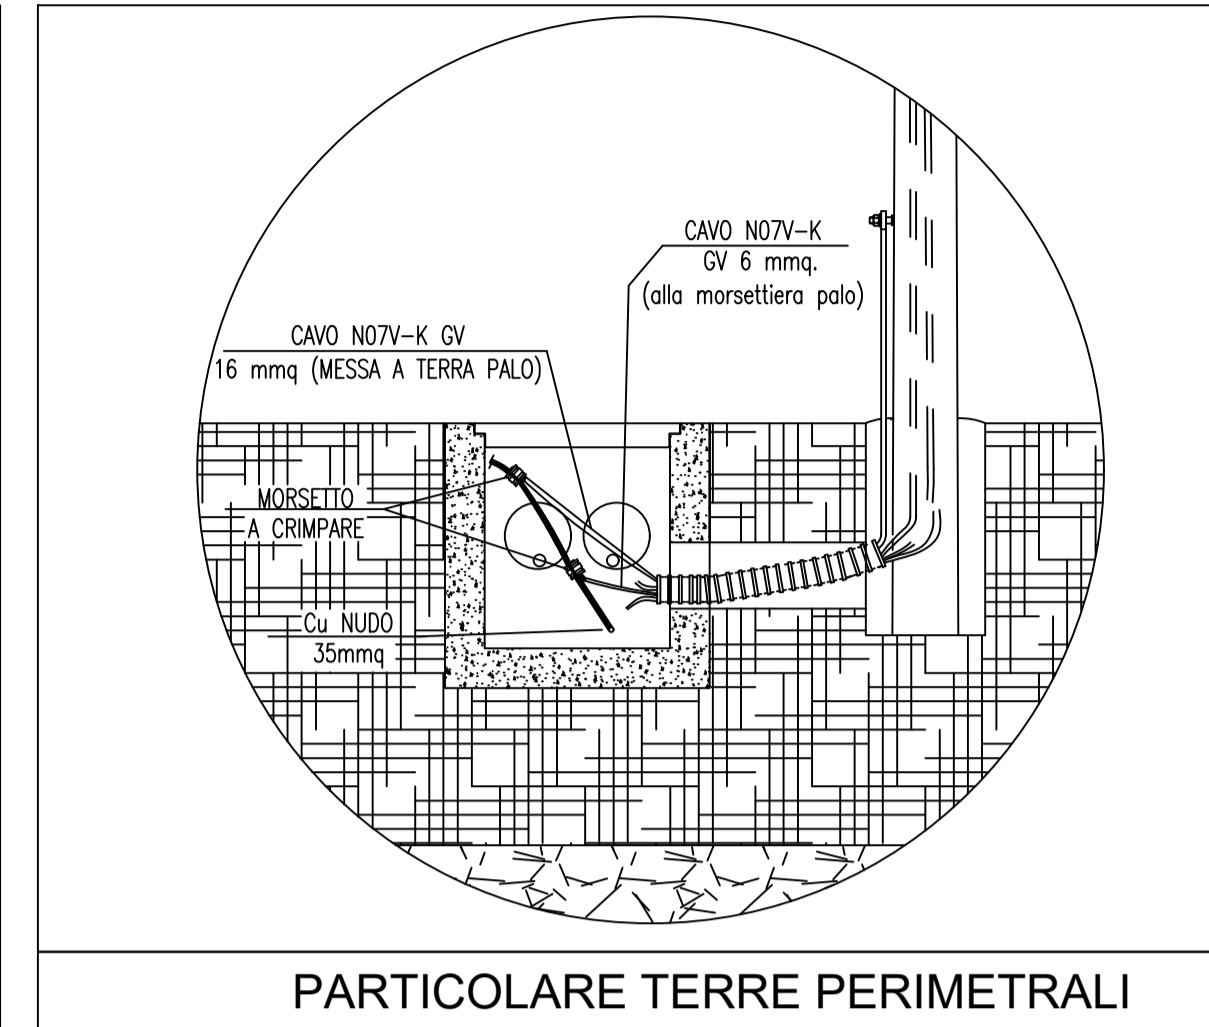 CAVO N07V-K
GV 6 mmq.
(alla morsettiera palo)
CAVO N07V-K GV
16 mmq (MESSA A TERRA PALO)
MORSETTO
A CRIMPARE
Cu NUDO
35mmq
PARTICOLARE TERRE PERIMETRALI